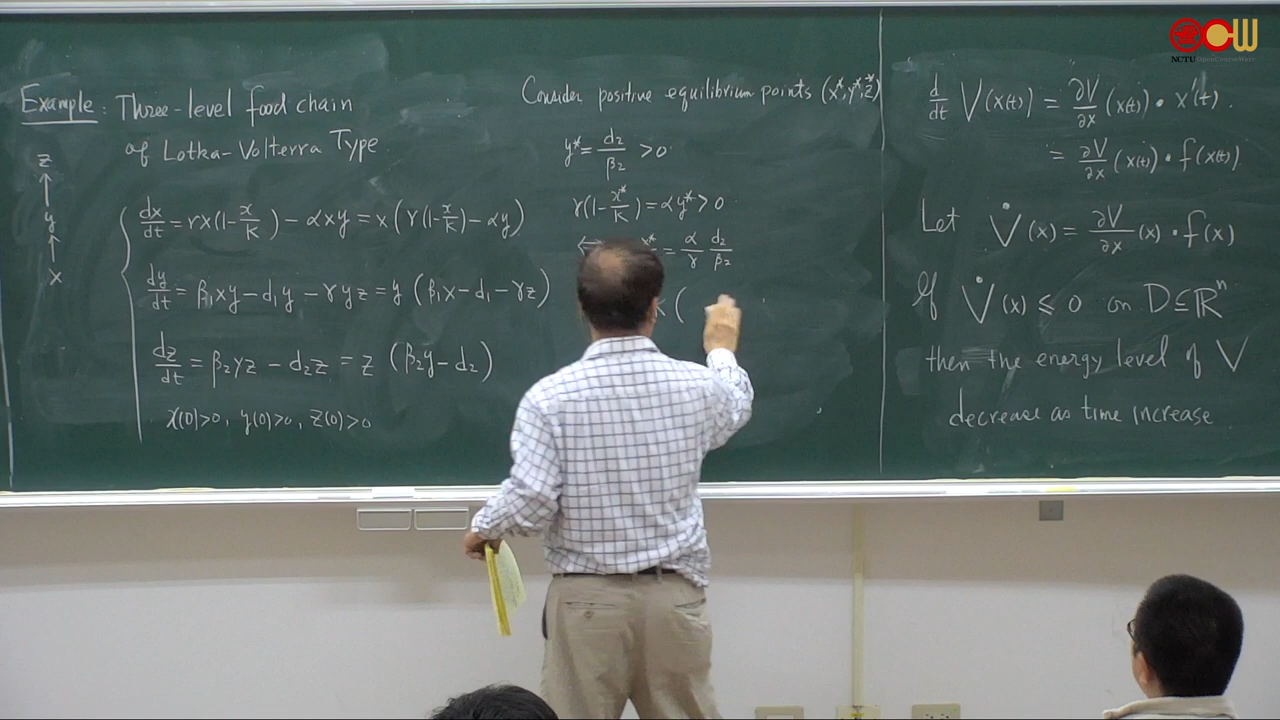 Example: Three-level food chain
of Lotka-Volterra Type
z
↑
y
↑
x
dx/dt = rx(1-x/K) - αxy = x(r(1-x/K)-αy)
dy/dt = β₁xy - d₁y - γyz = y (β₁x - d₁ - γz)
dz/dt = β₂yz - d₂z = z (β₂y - d₂)
x(0)>0, y(0)>0, z(0)>0
Consider positive equilibrium points (x*, y*, z*)
y* = d₂/β₂ > 0
r(1-x*/K) = αy* > 0
x* = α/r d₂/β₂
(
d/dt V(x(t)) = ∂V/∂x (x(t)) • x'(t).
= ∂V/∂x (x(t)) • f(x(t))
Let V̇(x) = ∂V/∂x (x) • f(x)
If V̇(x) ≤ 0 on D ⊆ ℝⁿ
then the energy level of V
decrease as time increase
NCTU OpenCourseWare